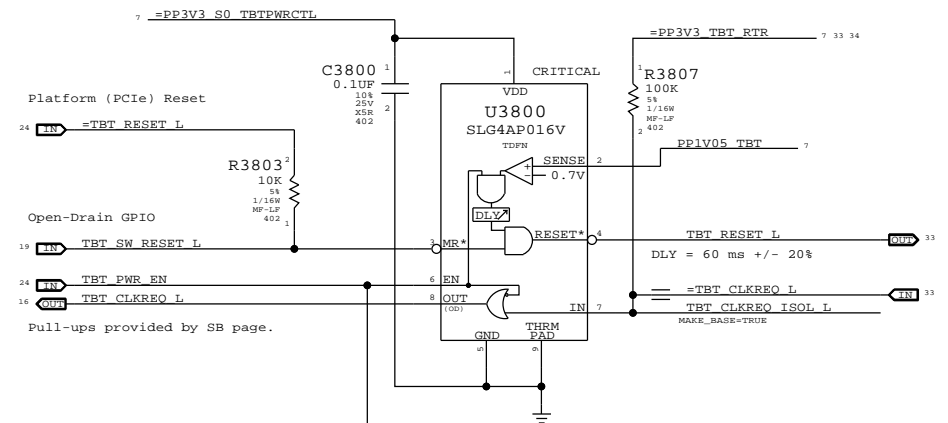 7 =PP3V3_S0_TBTPWRCTL
=PP3V3_TBT_RTR 7 33 34
C3800 1
0.1UF
10%
25V
X5R
402
2
1
VDD
CRITICAL
1
R3807
100K
5%
1/16W
MF-LF
402
2
U3800
SLG4AP016V
TDFN
Platform (PCIe) Reset
24 IN =TBT_RESET_L
PP1V05_TBT 7
SENSE 2
+
-
0.7V
R3803 2
10K
5%
1/16W
MF-LF
402
1
DLY
Open-Drain GPIO
19 IN TBT_SW_RESET_L
3 MR*
RESET* 4
TBT_RESET_L
OUT 33
DLY = 60 ms +/- 20%
24 IN TBT_PWR_EN
6 EN
16 OUT TBT_CLKREQ_L
8 OUT
(OD)
=TBT_CLKREQ_L
IN 33
IN 7
TBT_CLKREQ_ISOL_L
MAKE_BASE=TRUE
Pull-ups provided by SB page.
GND
THRM
PAD
5
9